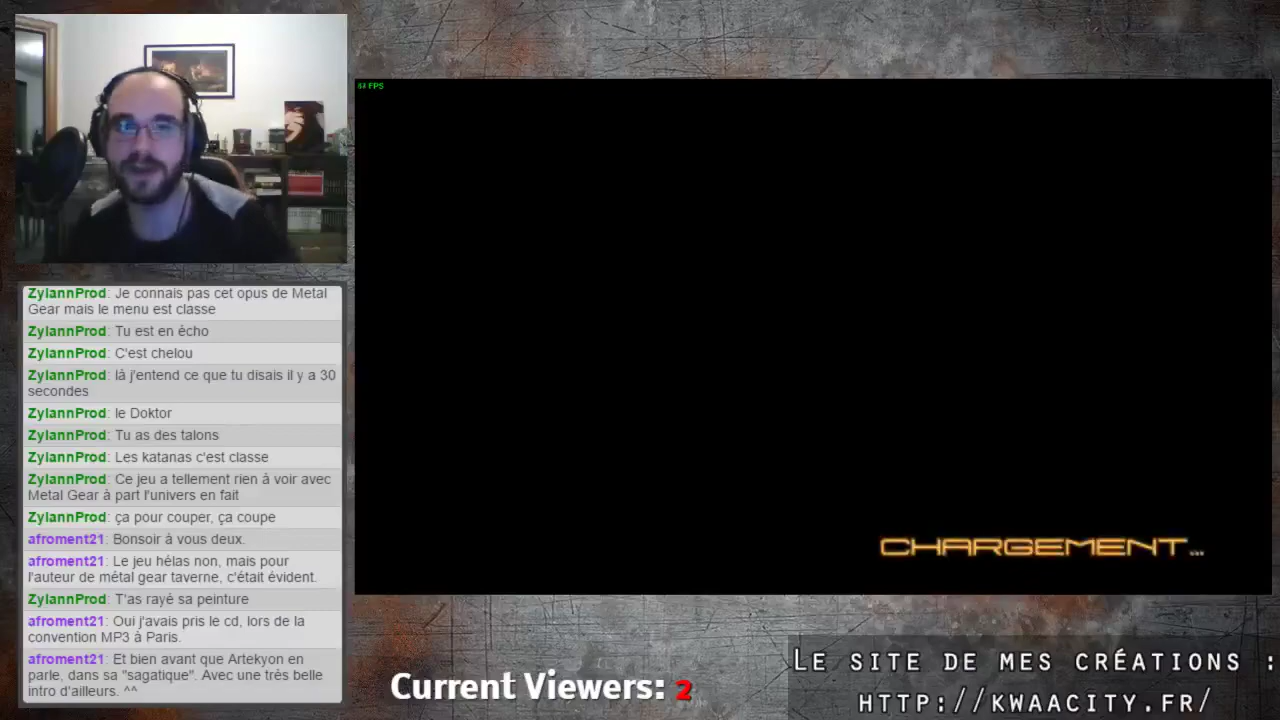 ## FPS
ZylannProd: Je connais pas cet opus de Metal
Gear mais le menu est classe
ZylannProd: Tu est en écho
ZylannProd: C'est chelou
ZylannProd: là j'entend ce que tu disais il y a 30
secondes
ZylannProd: le Doktor
ZylannProd: Tu as des talons
ZylannProd: Les katanas c'est classe
ZylannProd: Ce jeu a tellement rien à voir avec
Metal Gear à part l'univers en fait
ZylannProd: ça pour couper, ça coupe
afroment21: Bonsoir à vous deux.
afroment21: Le jeu hélas non, mais pour
l'auteur de métal gear taverne, c'était évident.
ZylannProd: T'as rayé sa peinture
afroment21: Oui j'avais pris le cd, lors de la
convention MP3 à Paris.
afroment21: Et bien avant que Artekyon en
parle, dans sa "sagatique". Avec une très belle
intro d'ailleurs. ^^
CHARGEMENT...
Current Viewers: 2
Le site de mes créations :
http://kwaacity.fr/